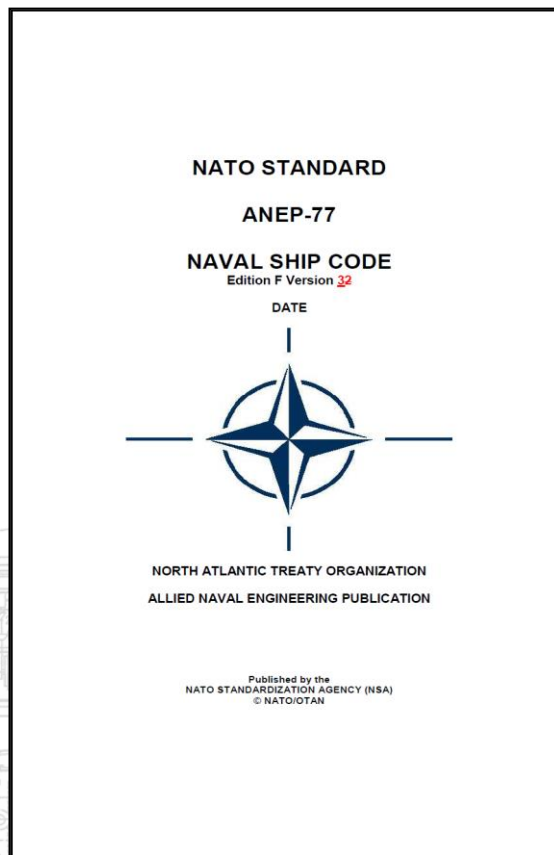 NATO STANDARD
ANEP-77
NAVAL SHIP CODE
Edition F Version 32
DATE
NORTH ATLANTIC TREATY ORGANIZATION
ALLIED NAVAL ENGINEERING PUBLICATION
Published by the
NATO STANDARDIZATION AGENCY (NSA)
© NATO/OTAN